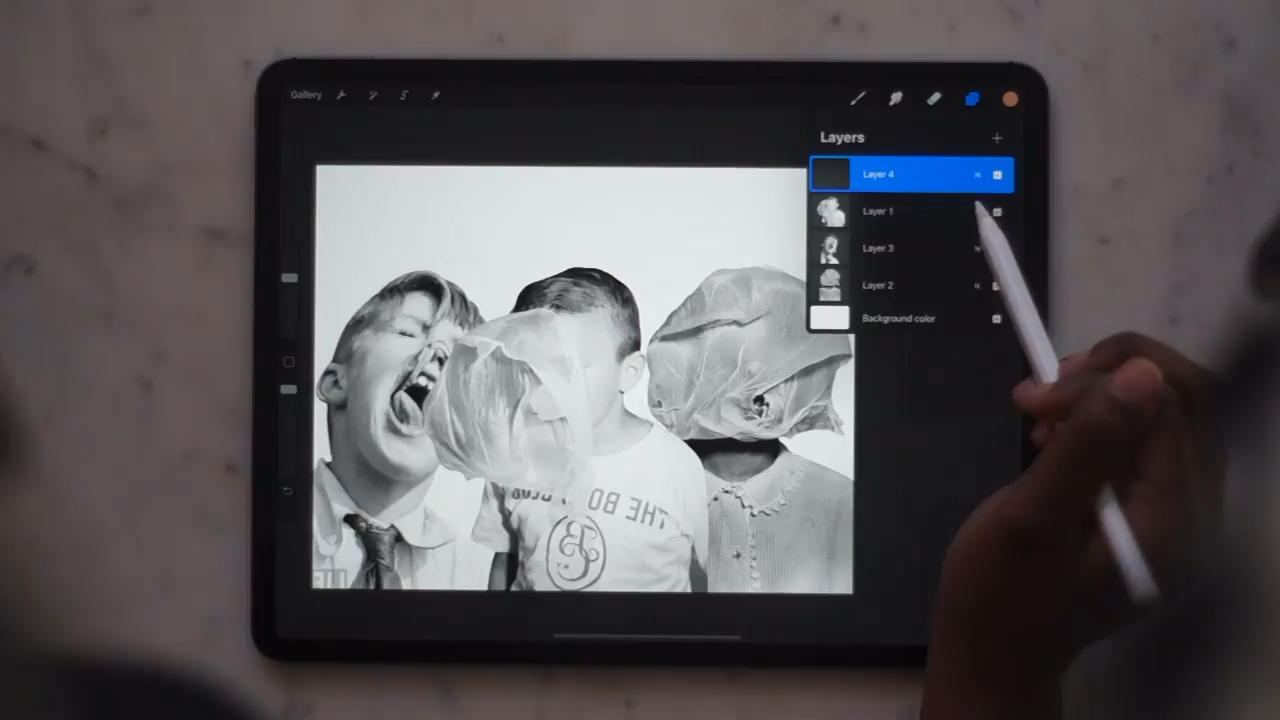 Gallery
Layers
Layer 4 N
Layer 1
Layer 3 N
Layer 2 N
Background color
THE BO